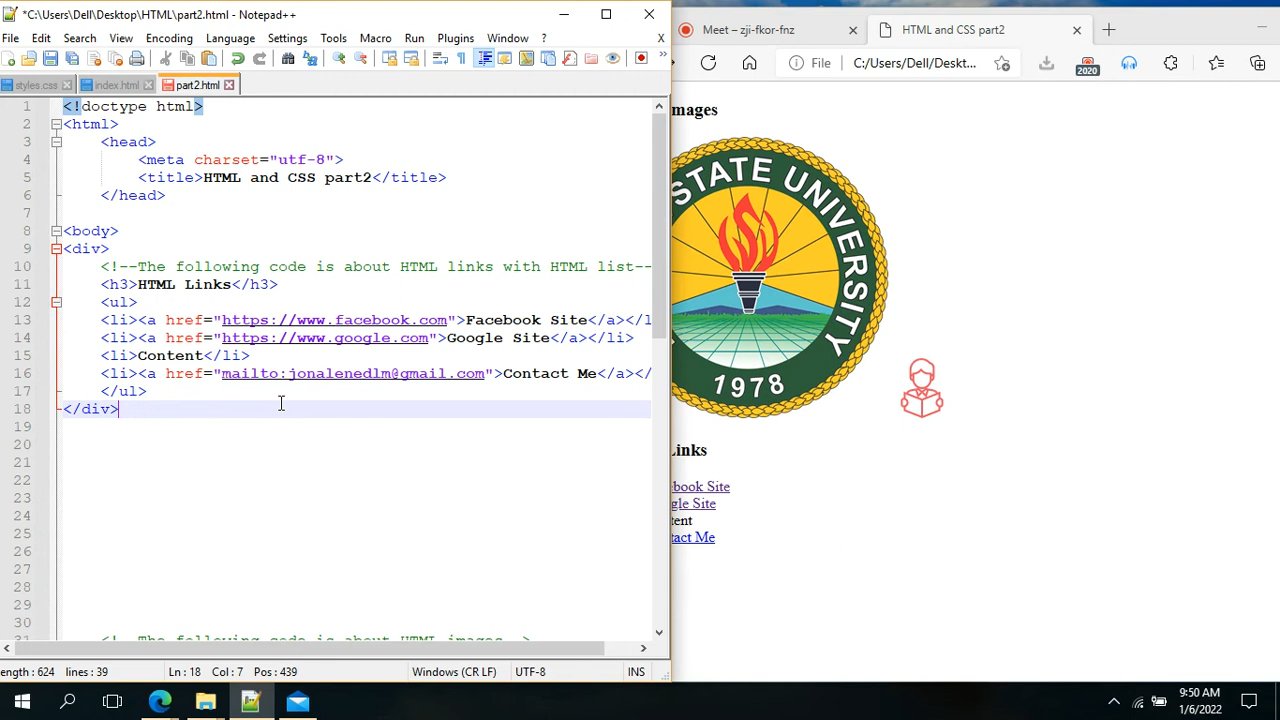 *C:\Users\Dell\Desktop\HTML\part2.html - Notepad++
File Edit Search View Encoding Language Settings Tools Macro Run Plugins Window ? X
styles.css index.html part2.html
1 <!doctype html>
2 <html>
3 <head>
4 <meta charset="utf-8">
5 <title>HTML and CSS part2</title>
6 </head>
7
8 <body>
9 <div>
10 <!--The following code is about HTML links with HTML list--
11 <h3>HTML Links</h3>
12 <ul>
13 <li><a href="https://www.facebook.com">Facebook Site</a></l
14 <li><a href="https://www.google.com">Google Site</a></li>
15 <li>Content</li>
16 <li><a href="mailto:jonalenedlm@gmail.com">Contact Me</a></
17 </ul>
18 </div>
19
20
21
22
23
24
25
26
27
28
29
30
ength : 624 lines : 39 Ln : 18 Col : 7 Pos : 439 Windows (CR LF) UTF-8 INS
Meet – zji-fkor-fnz
HTML and CSS part2
File C:/Users/Dell/Deskt...
2020
mages
STATE UNIVERSITY
1978
Links
ebook Site
gle Site
tent
tact Me
9:50 AM
1/6/2022